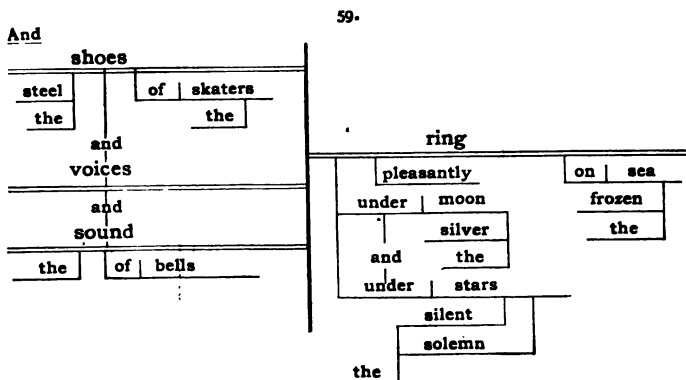 59.
And
shoes
steel of skaters
the the
and
voices
ring
pleasantly on sea
and
under moon frozen
sound
silver the
the of bells
and the
under stars
silent
solemn
the